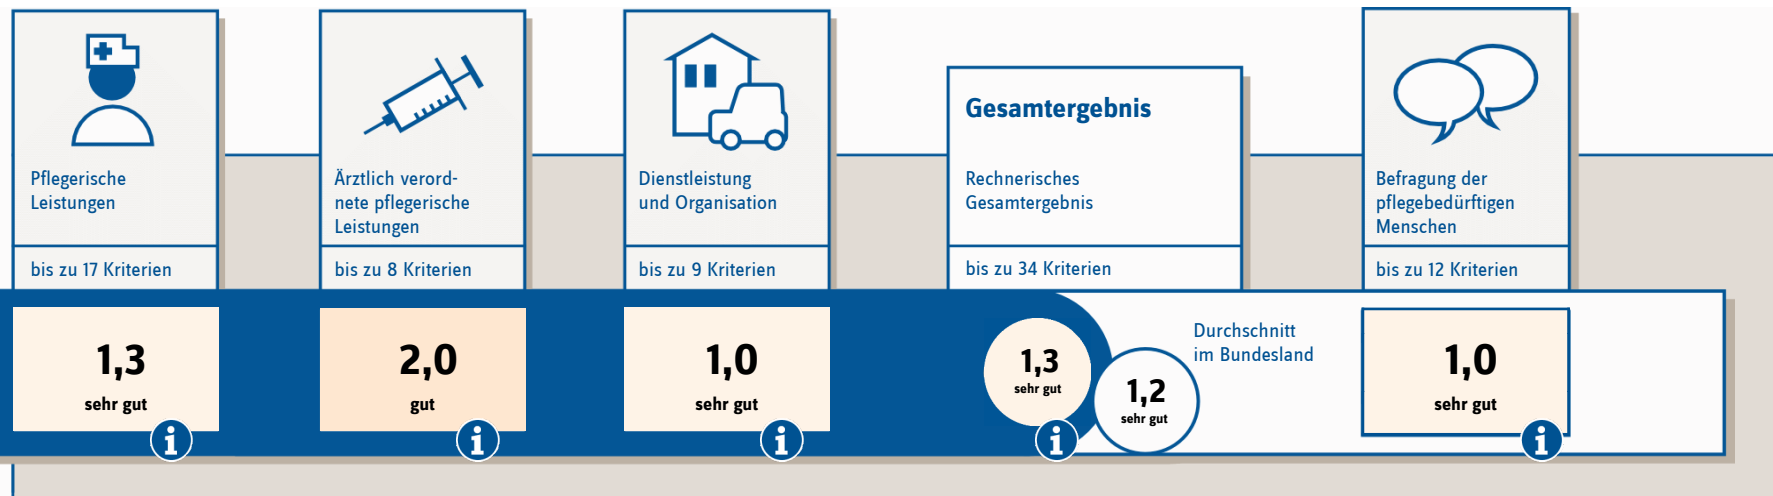 Pflegerische
Leistungen
bis zu 17 Kriterien
1,3
sehr gut
Ärztlich verord-
nete pflegerische
Leistungen
bis zu 8 Kriterien
2,0
gut
Dienstleistung
und Organisation
bis zu 9 Kriterien
1,0
sehr gut
Gesamtergebnis
Rechnerisches
Gesamtergebnis
bis zu 34 Kriterien
1,3
sehr gut
1,2
sehr gut
Durchschnitt
im Bundesland
Befragung der
pflegebedürftigen
Menschen
bis zu 12 Kriterien
1,0
sehr gut